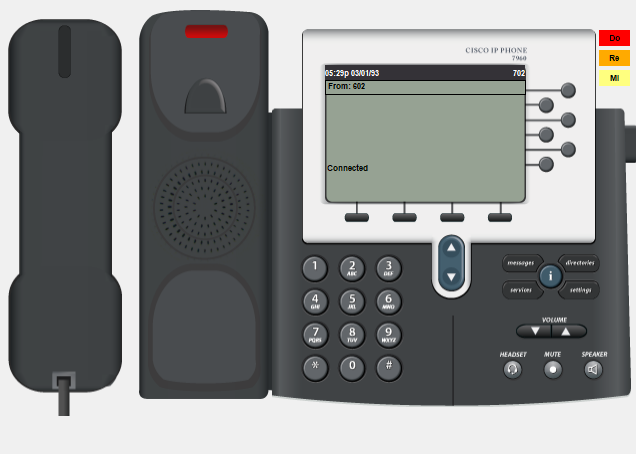 CISCO IP PHONE
7960
05:29p 03/01/93 702
From: 602
Connected
Do
Re
MI
messages directories
i
services settings
VOLUME
HEADSET MUTE SPEAKER
1 2 ABC 3 DEF
4 GHI 5 JKL 6 MNO
7 PQRS 8 TUV 9 WXYZ
* 0 #